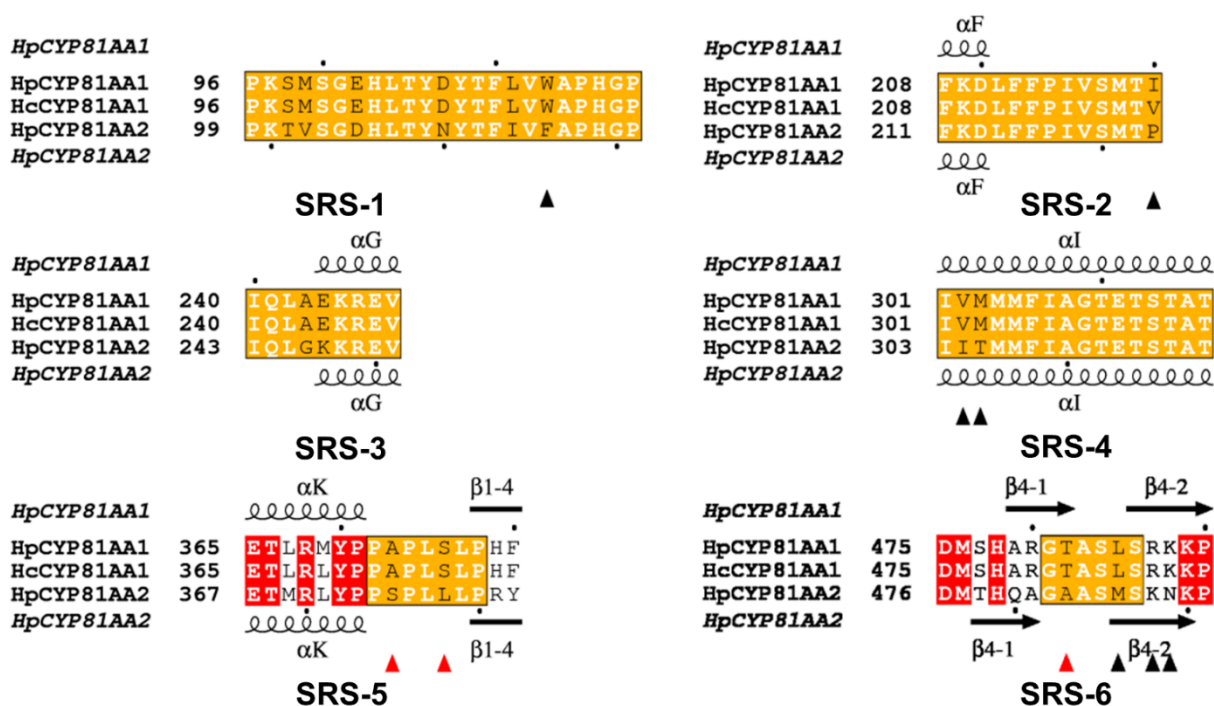 αF
HpCYP81AA1
HpCYP81AA1 96 PKSMSGEHLTYDYTFLVWAPHGP
HcCYP81AA1 96 PKSMSGEHLTYDYTFLVWAPHGP
HpCYP81AA2 99 PKTVSGDHLTYNYTFIVFAPHGP
HpCYP81AA2
SRS-1
HpCYP81AA1
HpCYP81AA1 208 FKDLFFPIVSMTI
HcCYP81AA1 208 FKDLFFPIVSMTV
HpCYP81AA2 211 FKDLFFPIVSMTP
HpCYP81AA2
αF
SRS-2
αG
HpCYP81AA1
HpCYP81AA1 240 IQLAEKREV
HcCYP81AA1 240 IQLAEKREV
HpCYP81AA2 243 IQLGKKREV
HpCYP81AA2
αG
SRS-3
αI
HpCYP81AA1
HpCYP81AA1 301 IVMMMFIAGTETSTAT
HcCYP81AA1 301 IVMMMFIAGTETSTAT
HpCYP81AA2 303 IITMMFIAGTETSTAT
HpCYP81AA2
αI
SRS-4
αK β1-4
HpCYP81AA1
HpCYP81AA1 365 ETLRMYPPAPLSLPHF
HcCYP81AA1 365 ETLRLYPPAPLSLPHF
HpCYP81AA2 367 ETMRLYPPSPLLLPRY
HpCYP81AA2
αK β1-4
SRS-5
β4-1 β4-2
HpCYP81AA1
HpCYP81AA1 475 DMSHARGTASLSRKKP
HcCYP81AA1 475 DMSHARGTASLSRKKP
HpCYP81AA2 476 DMTHQAGAASMSKNKP
HpCYP81AA2
β4-1 β4-2
SRS-6